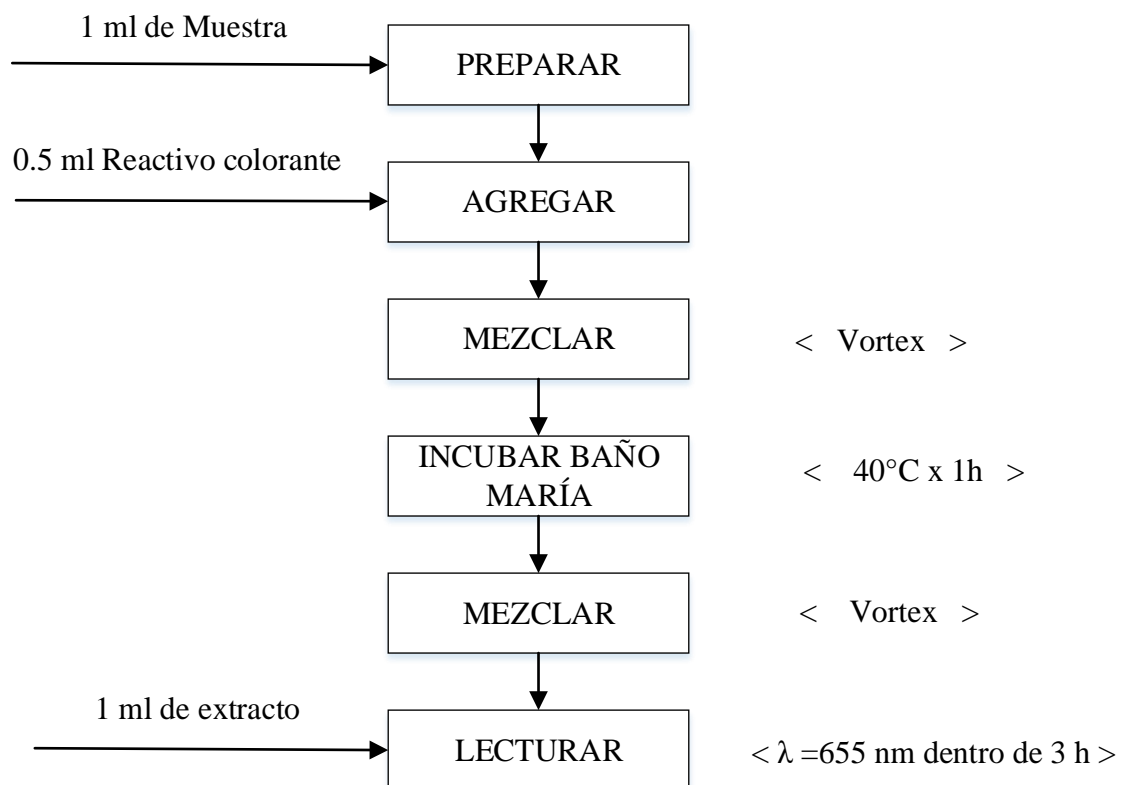 1 ml de Muestra
PREPARAR
0.5 ml Reactivo colorante
AGREGAR
MEZCLAR
< Vortex >
INCUBAR BAÑO
MARÍA
< 40°C x 1h >
MEZCLAR
< Vortex >
1 ml de extracto
LECTURAR
< λ =655 nm dentro de 3 h >